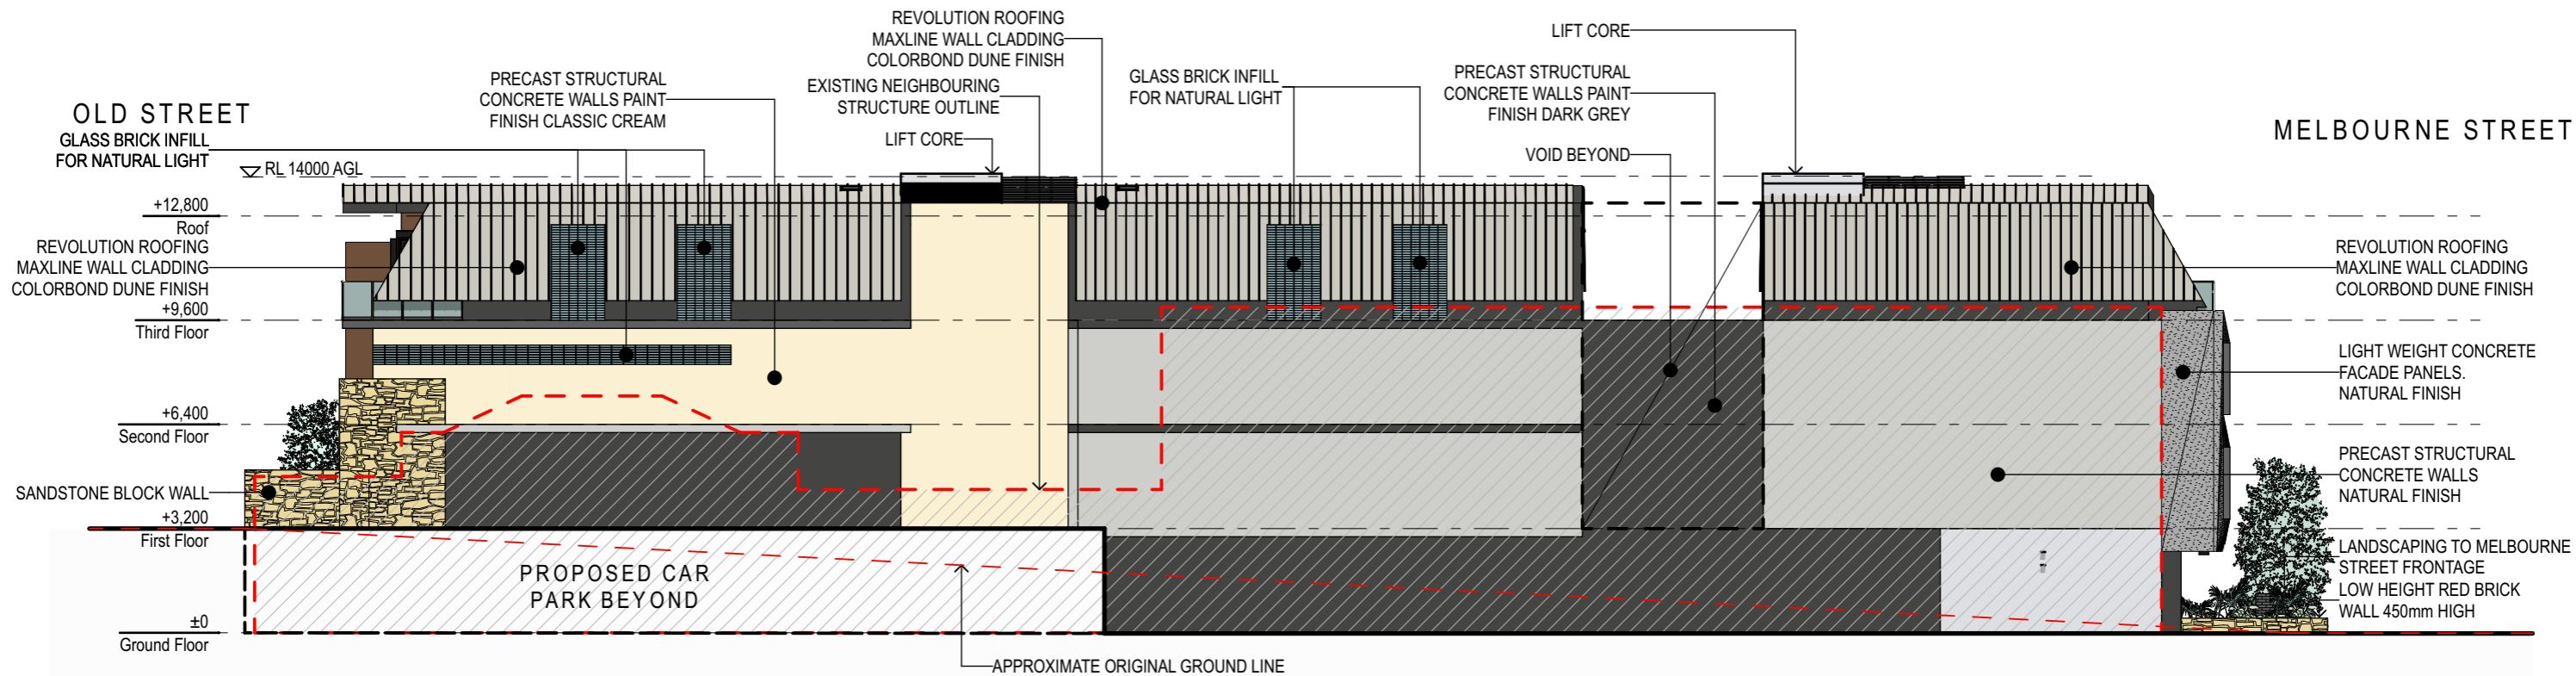 OLD STREET
GLASS BRICK INFILL
FOR NATURAL LIGHT
RL 14000 AGL
+12,800
Roof
REVOLUTION ROOFING
MAXLINE WALL CLADDING
COLORBOND DUNE FINISH
+9,600
Third Floor
+6,400
Second Floor
SANDSTONE BLOCK WALL
+3,200
First Floor
±0
Ground Floor
PRECAST STRUCTURAL
CONCRETE WALLS PAINT
FINISH CLASSIC CREAM
REVOLUTION ROOFING
MAXLINE WALL CLADDING
COLORBOND DUNE FINISH
EXISTING NEIGHBOURING
STRUCTURE OUTLINE
LIFT CORE
GLASS BRICK INFILL
FOR NATURAL LIGHT
LIFT CORE
PRECAST STRUCTURAL
CONCRETE WALLS PAINT
FINISH DARK GREY
VOID BEYOND
PROPOSED CAR
PARK BEYOND
APPROXIMATE ORIGINAL GROUND LINE
MELBOURNE STREET
REVOLUTION ROOFING
MAXLINE WALL CLADDING
COLORBOND DUNE FINISH
LIGHT WEIGHT CONCRETE
FACADE PANELS.
NATURAL FINISH
PRECAST STRUCTURAL
CONCRETE WALLS
NATURAL FINISH
LANDSCAPING TO MELBOURNE
STREET FRONTAGE
LOW HEIGHT RED BRICK
WALL 450mm HIGH